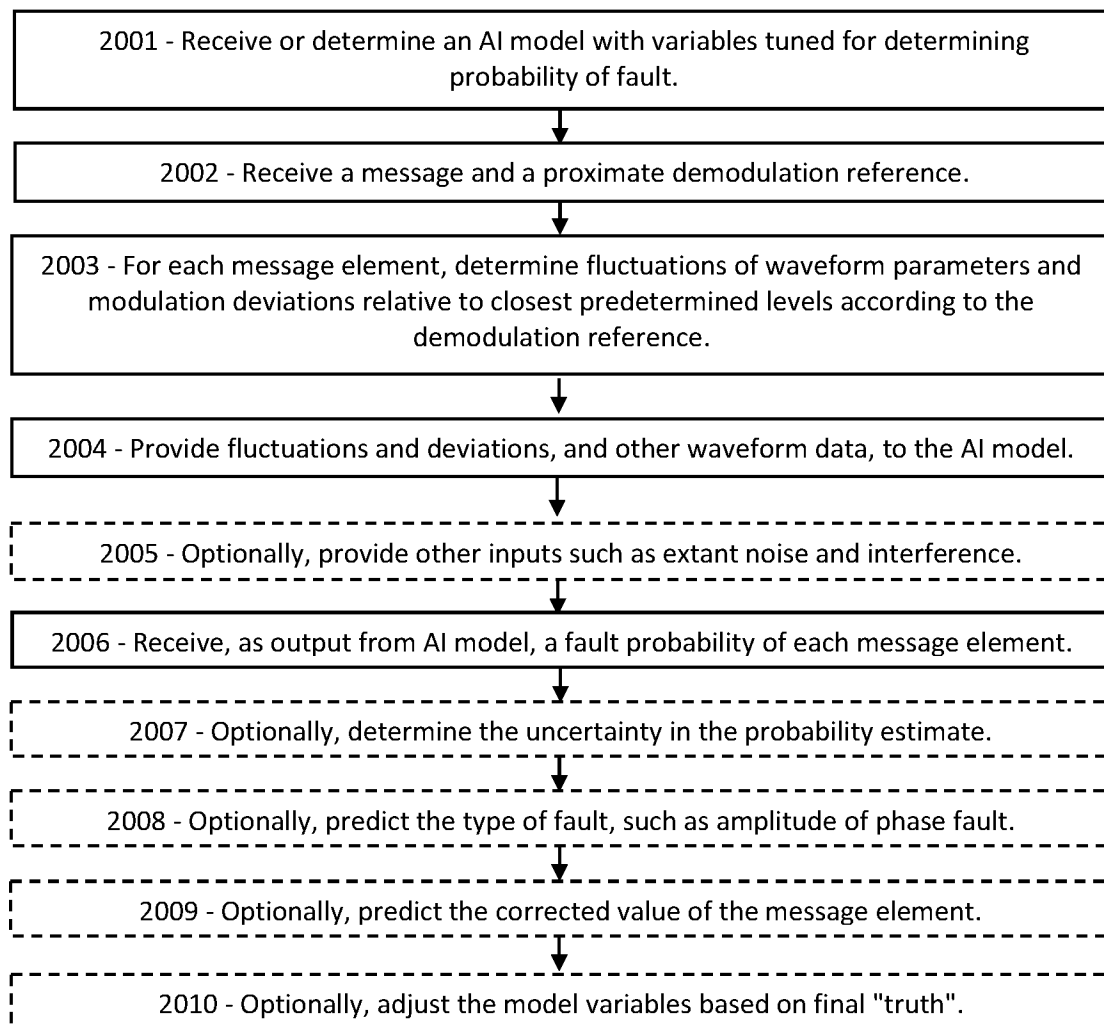 2001 - Receive or determine an AI model with variables tuned for determining
probability of fault.
2002 - Receive a message and a proximate demodulation reference.
2003 - For each message element, determine fluctuations of waveform parameters and
modulation deviations relative to closest predetermined levels according to the
demodulation reference.
2004 - Provide fluctuations and deviations, and other waveform data, to the AI model.
2005 - Optionally, provide other inputs such as extant noise and interference.
2006 - Receive, as output from AI model, a fault probability of each message element.
2007 - Optionally, determine the uncertainty in the probability estimate.
2008 - Optionally, predict the type of fault, such as amplitude of phase fault.
2009 - Optionally, predict the corrected value of the message element.
2010 - Optionally, adjust the model variables based on final "truth".